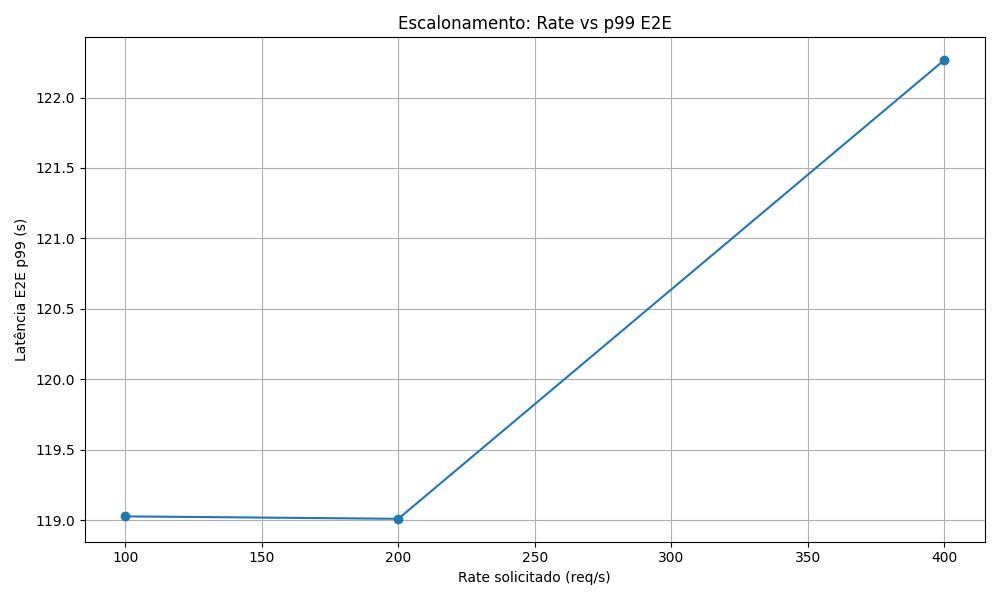 Escalonamento: Rate vs p99 E2E
Latência E2E p99 (s)
122.0
121.5
121.0
120.5
120.0
119.5
119.0
100 150 200 250 300 350 400
Rate solicitado (req/s)